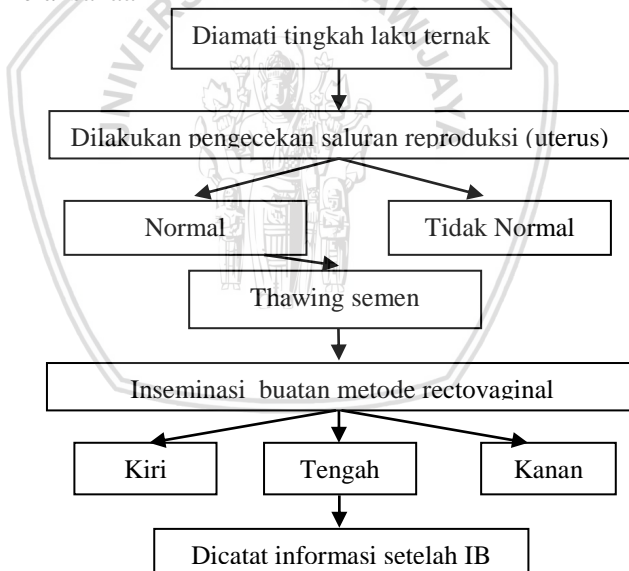 Diamati tingkah laku ternak
Dilakukan pengecekan saluran reproduksi (uterus)
Normal
Tidak Normal
Thawing semen
Inseminasi buatan metode rectovaginal
Kiri
Tengah
Kanan
Dicatat informasi setelah IB